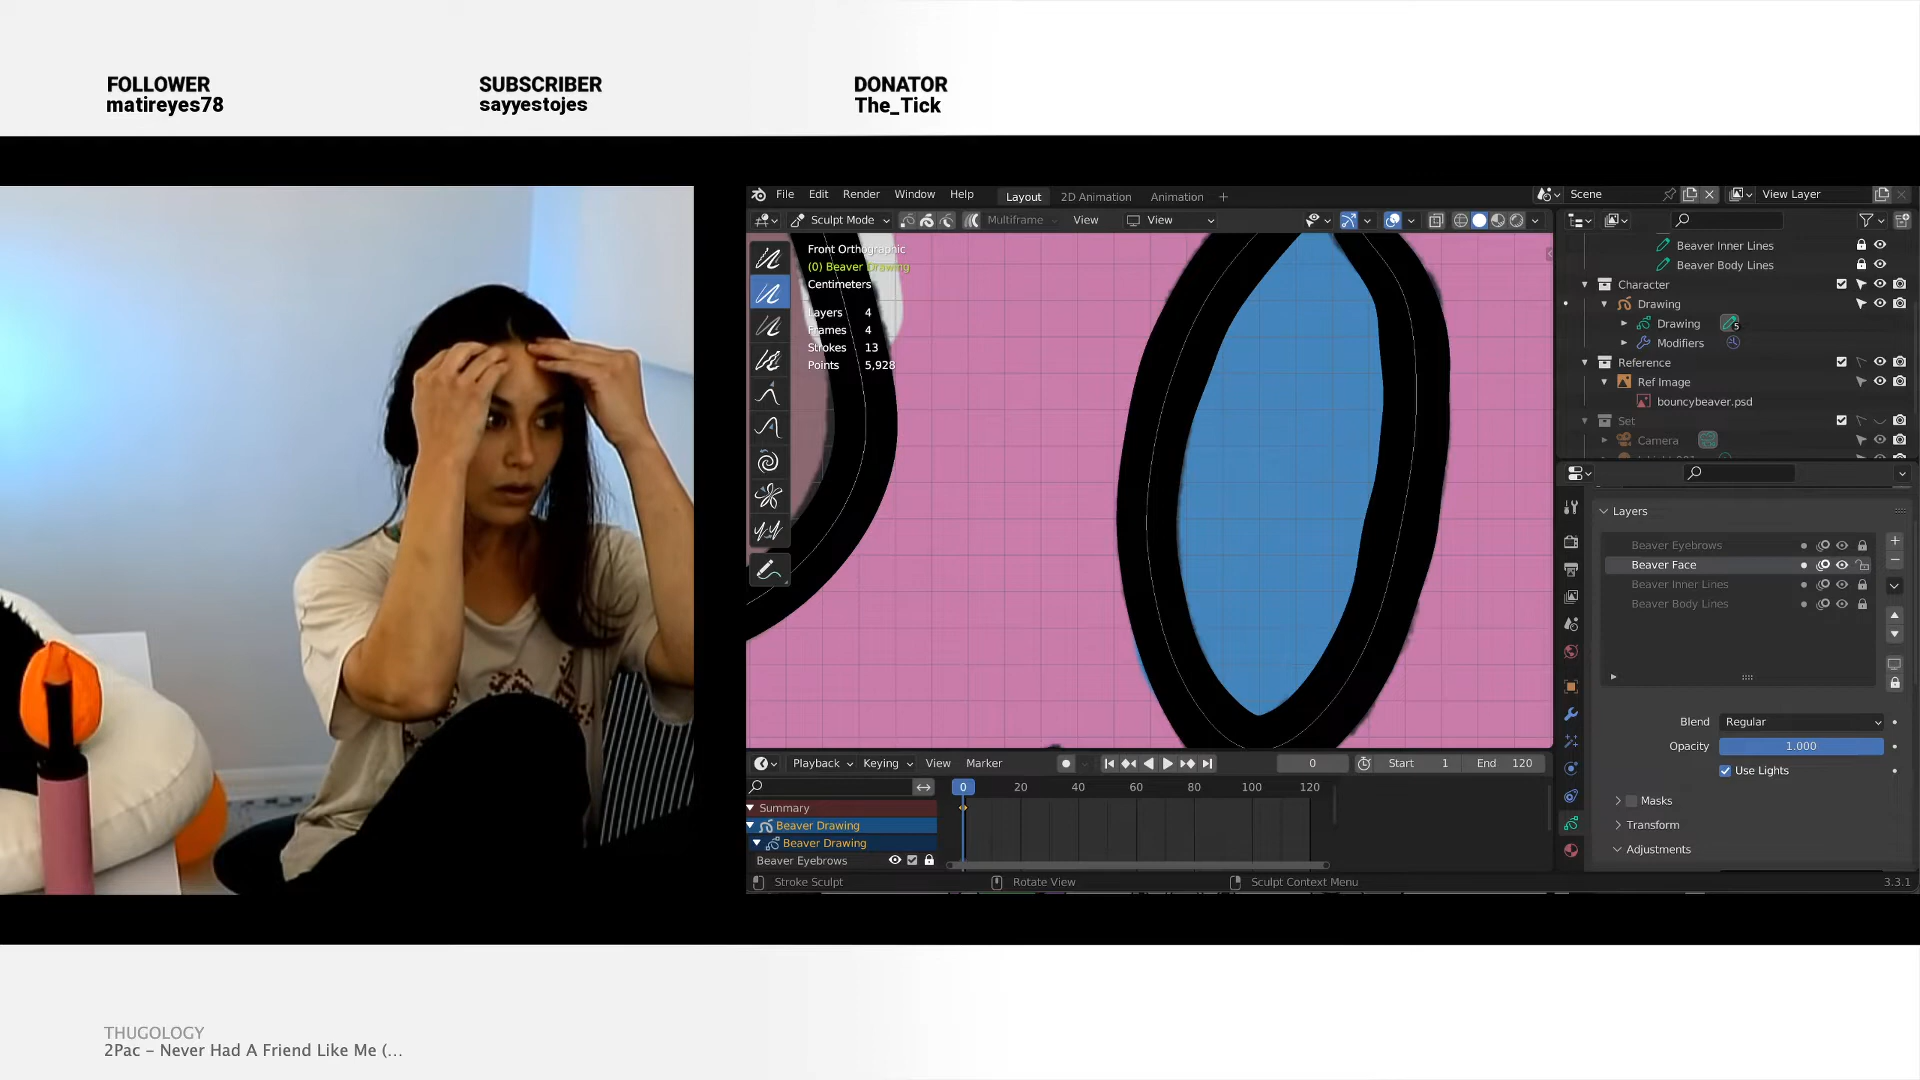 FOLLOWER
matireyes78
SUBSCRIBER
sayyestojes
DONATOR
The_Tick
File Edit Render Window Help Layout 2D Animation Animation
Scene
View Layer
Sculpt Mode
Multiframe
View
View
Front Orthographic
(0) Beaver Drawing
Centimeters
Layers 4
Frames 4
Strokes 13
Points 5,928
Beaver Inner Lines
Beaver Body Lines
Character
Drawing
Drawing
5
Modifiers
Reference
Ref Image
bouncybeaver.psd
Set
Camera
Layers
Beaver Eyebrows
Beaver Face
Beaver Inner Lines
Beaver Body Lines
Blend Regular
Opacity 1.000
Use Lights
Masks
Transform
Adjustments
Playback Keying View Marker
0
Start 1
End 120
0 20 40 60 80 100 120
Summary
Beaver Drawing
Beaver Drawing
Beaver Eyebrows
Stroke Sculpt
Rotate View
Sculpt Context Menu
3.3.1
THUGOLOGY
2Pac - Never Had A Friend Like Me (...